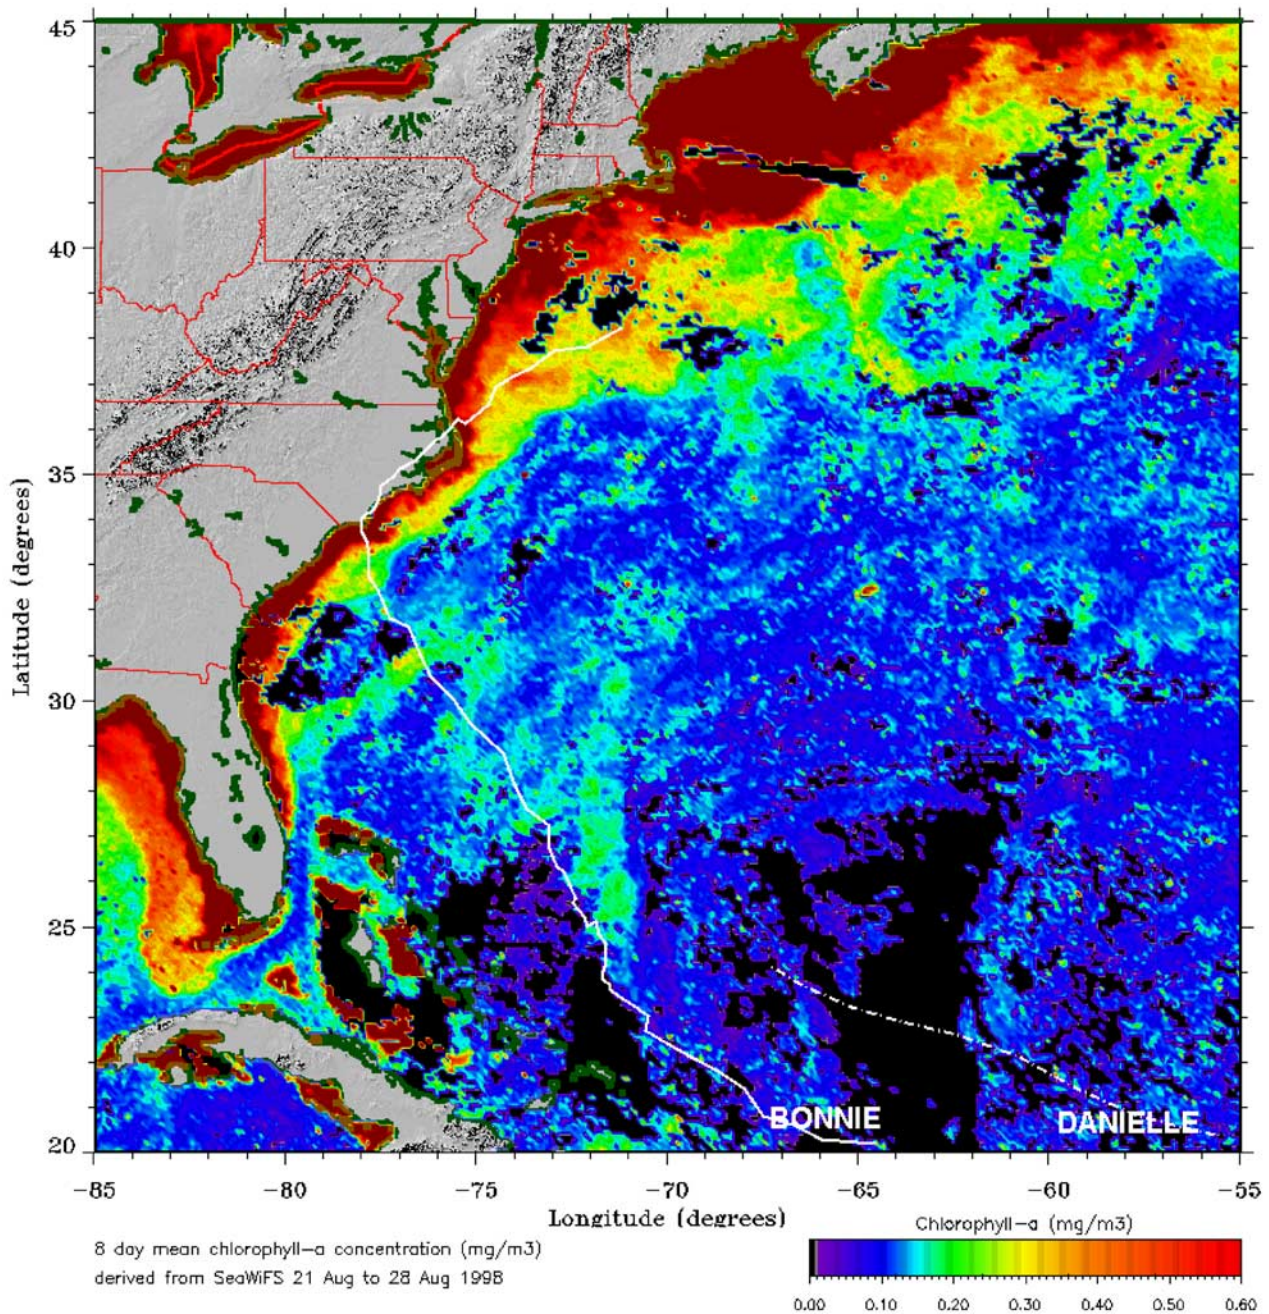 45
40
35
30
25
20
Latitude (degrees)
BONNIE
DANIELLE
−85
−80
−75
−70
−65
−60
−55
Longitude (degrees)
8 day mean chlorophyll−a concentration (mg/m3)
derived from SeaWiFS 21 Aug to 28 Aug 1998
Chlorophyll−a (mg/m3)
0.00
0.10
0.20
0.30
0.40
0.50
0.60